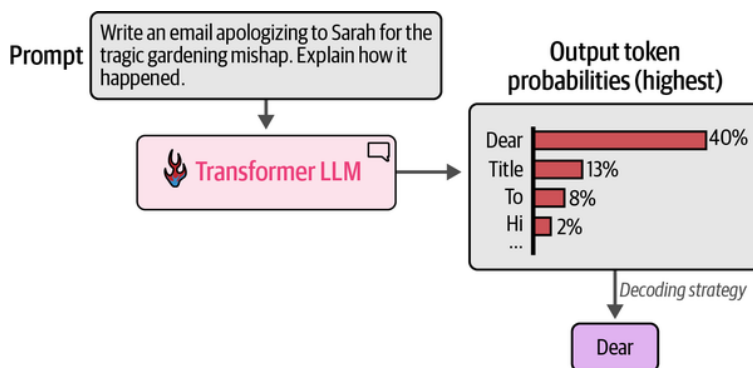 Prompt
Write an email apologizing to Sarah for the
tragic gardening mishap. Explain how it
happened.
Transformer LLM
Output token
probabilities (highest)
Dear 40%
Title 13%
To 8%
Hi 2%
...
Decoding strategy
Dear